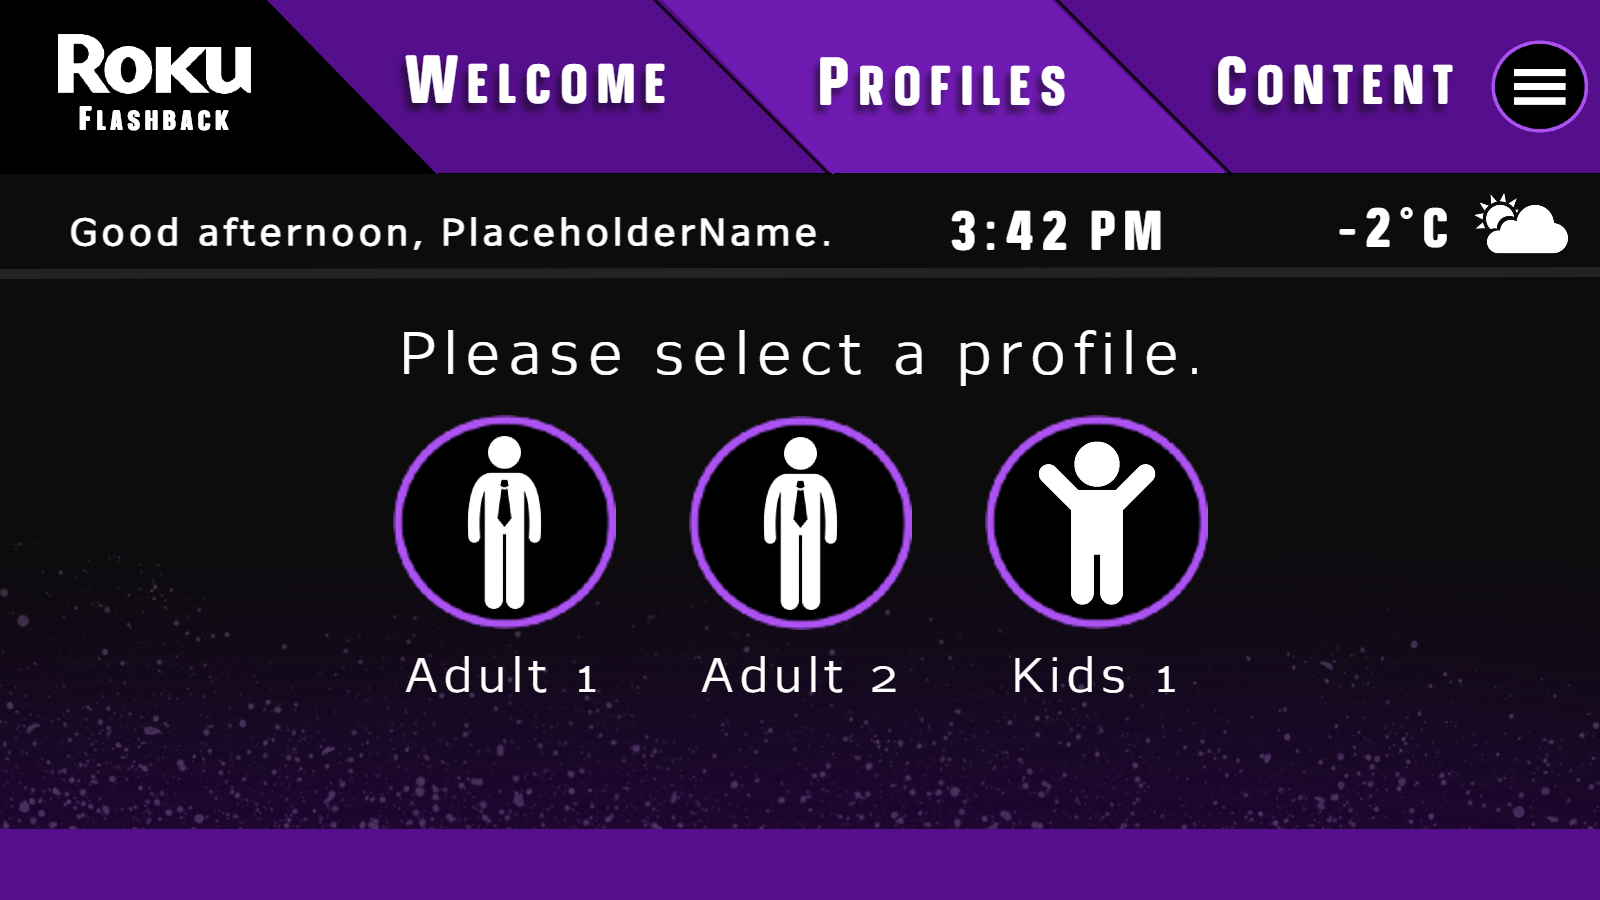 ROKU
FLASHBACK
WELCOME
PROFILES
CONTENT
Good afternoon, PlaceholderName.
3:42 PM
-2°C
Please select a profile.
Adult 1
Adult 2
Kids 1